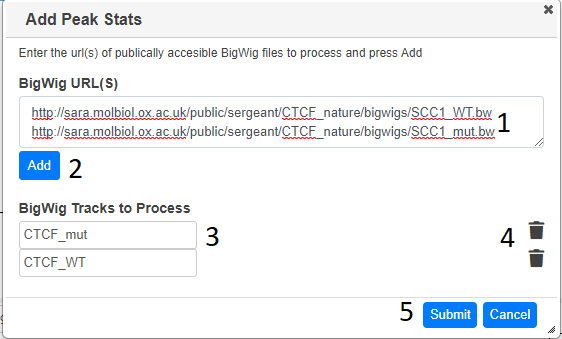 Add Peak Stats
Enter the url(s) of publically accesible BigWig files to process and press Add
BigWig URL(S)
http://sara.molbiol.ox.ac.uk/public/sergeant/CTCF_nature/bigwigs/SCC1_WT.bw
http://sara.molbiol.ox.ac.uk/public/sergeant/CTCF_nature/bigwigs/SCC1_mut.bw 1
Add 2
BigWig Tracks to Process
CTCF_mut 3 4
CTCF_WT
5 Submit Cancel